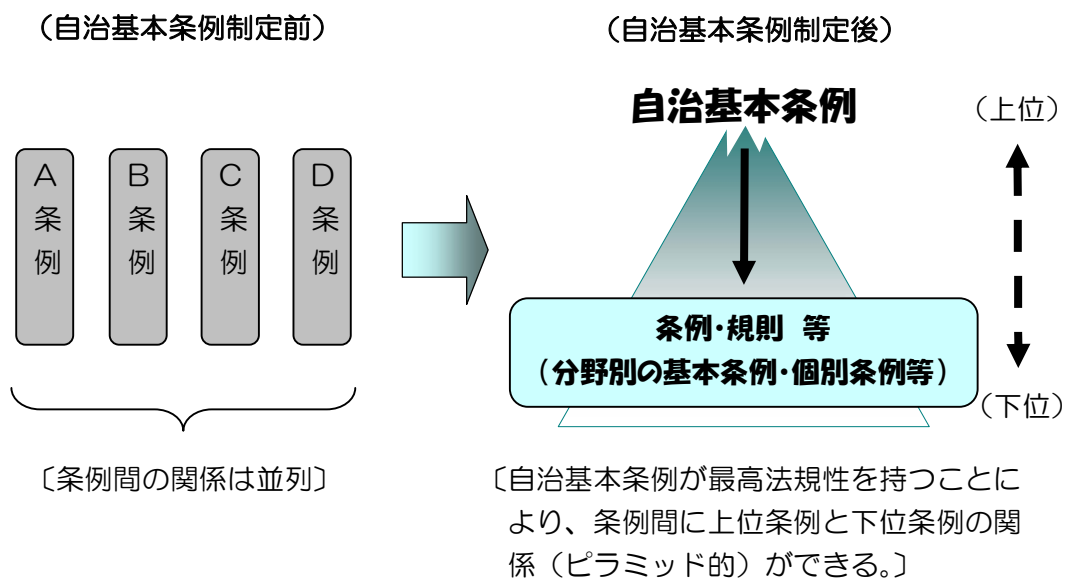 （自治基本条例制定前）
A条例
B条例
C条例
D条例
〔条例間の関係は並列〕
（自治基本条例制定後）
自治基本条例
（上位）
条例・規則 等
（分野別の基本条例・個別条例等）
（下位）
〔自治基本条例が最高法規性を持つことに
より、条例間に上位条例と下位条例の関
係（ピラミッド的）ができる。〕